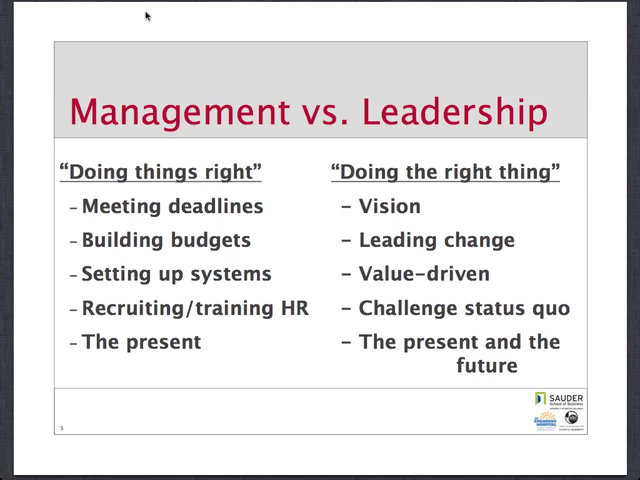 Management vs. Leadership
“Doing things right”
– Meeting deadlines
– Building budgets
– Setting up systems
– Recruiting/training HR
– The present
“Doing the right thing”
– Vision
– Leading change
– Value–driven
– Challenge status quo
– The present and the
future
SAUDER
School of Business
5